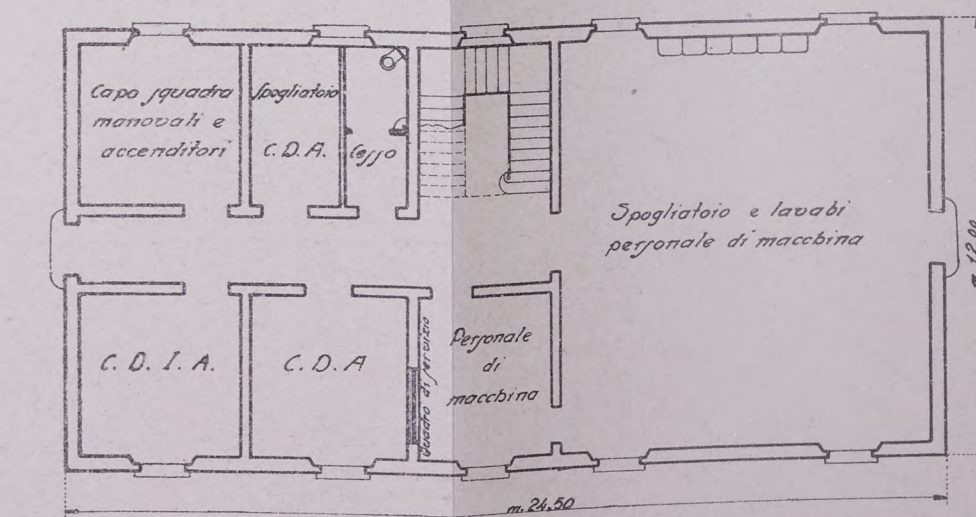 Capo squadra
manovali e
accenditori
Spogliatoio
C.D.A.
Cesso
Spogliatoio e lavabi
personale di macchina
m. 12,00
C. D. I. A.
C. D. A
Quadro di servizio
Personale
di
macchina
m. 24,50